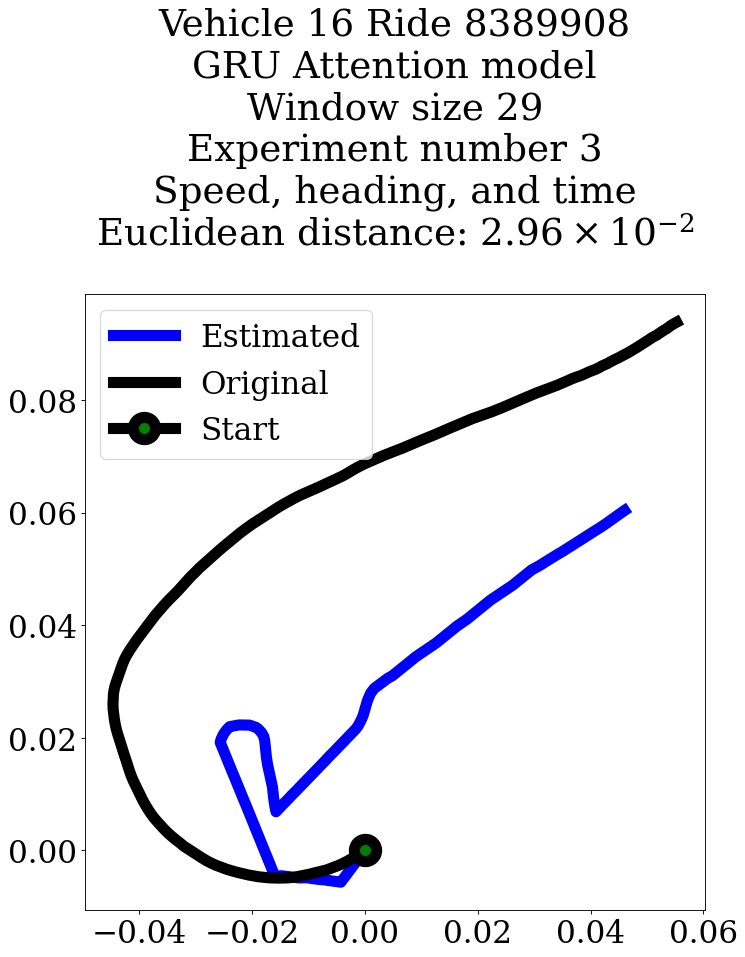 Vehicle 16 Ride 8389908
GRU Attention model
Window size 29
Experiment number 3
Speed, heading, and time
Euclidean distance: 2.96 × 10⁻²
Estimated
Original
Start
0.08
0.06
0.04
0.02
0.00
−0.04 −0.02 0.00 0.02 0.04 0.06